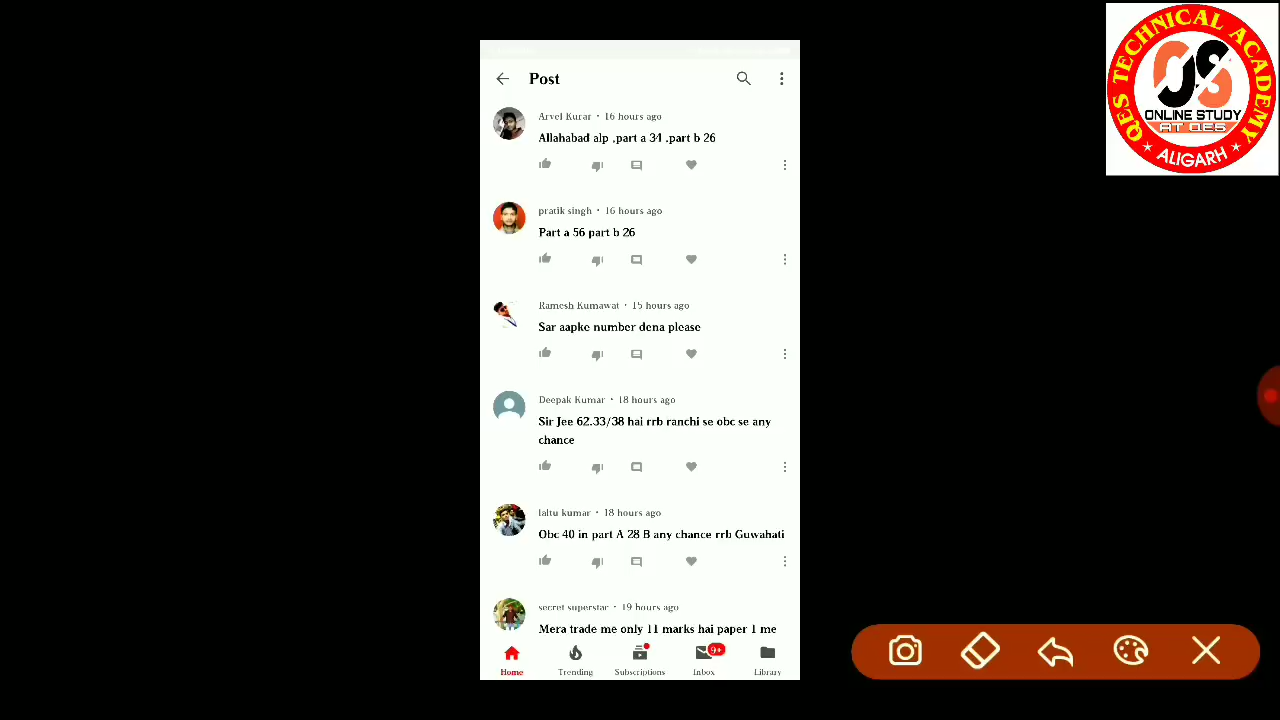 Post
Arvel Kurar · 16 hours ago
Allahabad alp ,part a 34 .part b 26
pratik singh · 16 hours ago
Part a 56 part b 26
Ramesh Kumawat · 15 hours ago
Sar aapke number dena please
Deepak Kumar · 18 hours ago
Sir Jee 62.33/38 hai rrb ranchi se obc se any
chance
laltu kumar · 18 hours ago
Obc 40 in part A 28 B any chance rrb Guwahati
secret superstar · 19 hours ago
Mera trade me only 11 marks hai paper 1 me
9+
Home Trending Subscriptions Inbox Library
QES TECHNICAL ACADEMY
OS
ONLINE STUDY
AT QES
★ ALIGARH ★